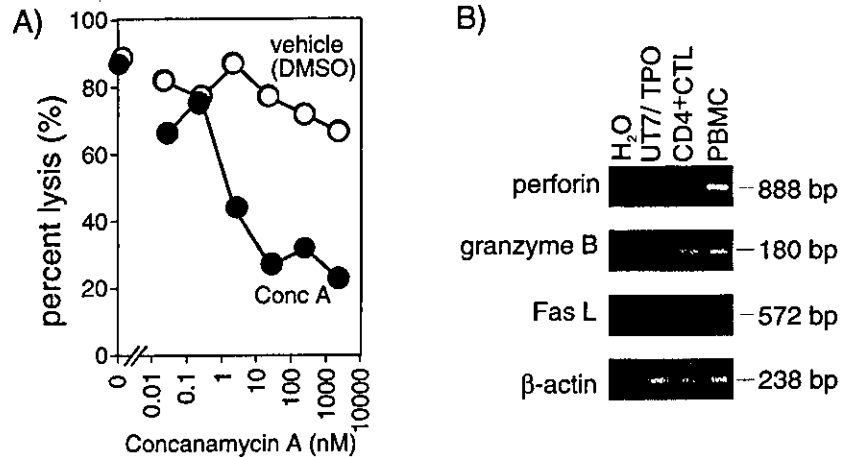 A)
percent lysis (%)
100
80
60
40
20
0
vehicle
(DMSO)
Conc A
0
0.01
0.1
1
10
100
1000
10000
Concanamycin A (nM)
B)
H₂O
UT7/ TPO
CD4⁺CTL
PBMC
perforin
888 bp
granzyme B
180 bp
Fas L
572 bp
β-actin
238 bp